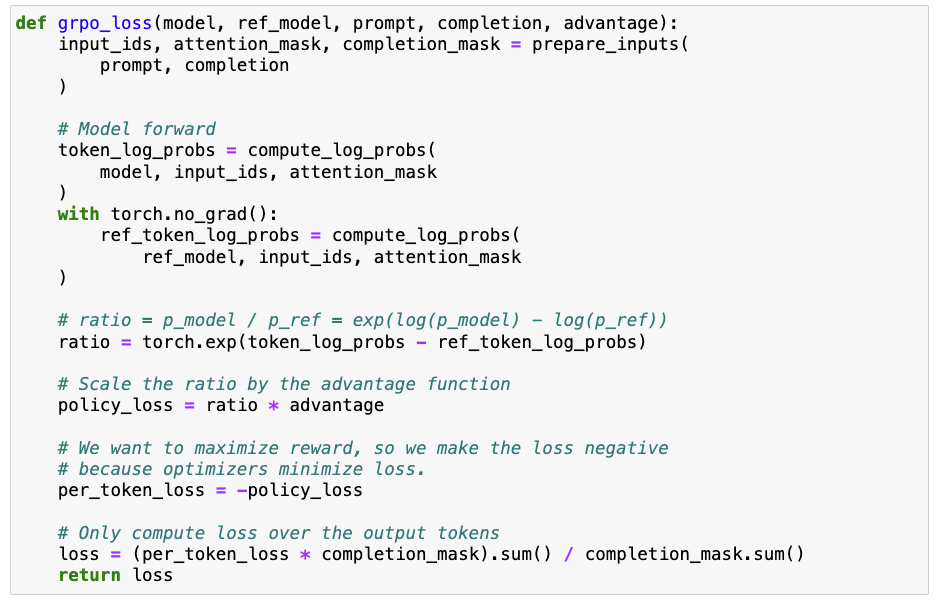 def grpo_loss(model, ref_model, prompt, completion, advantage):
    input_ids, attention_mask, completion_mask = prepare_inputs(
        prompt, completion
    )

    # Model forward
    token_log_probs = compute_log_probs(
        model, input_ids, attention_mask
    )
    with torch.no_grad():
        ref_token_log_probs = compute_log_probs(
            ref_model, input_ids, attention_mask
    )

    # ratio = p_model / p_ref = exp(log(p_model) - log(p_ref))
    ratio = torch.exp(token_log_probs - ref_token_log_probs)

    # Scale the ratio by the advantage function
    policy_loss = ratio * advantage

    # We want to maximize reward, so we make the loss negative
    # because optimizers minimize loss.
    per_token_loss = -policy_loss

    # Only compute loss over the output tokens
    loss = (per_token_loss * completion_mask).sum() / completion_mask.sum()
    return loss